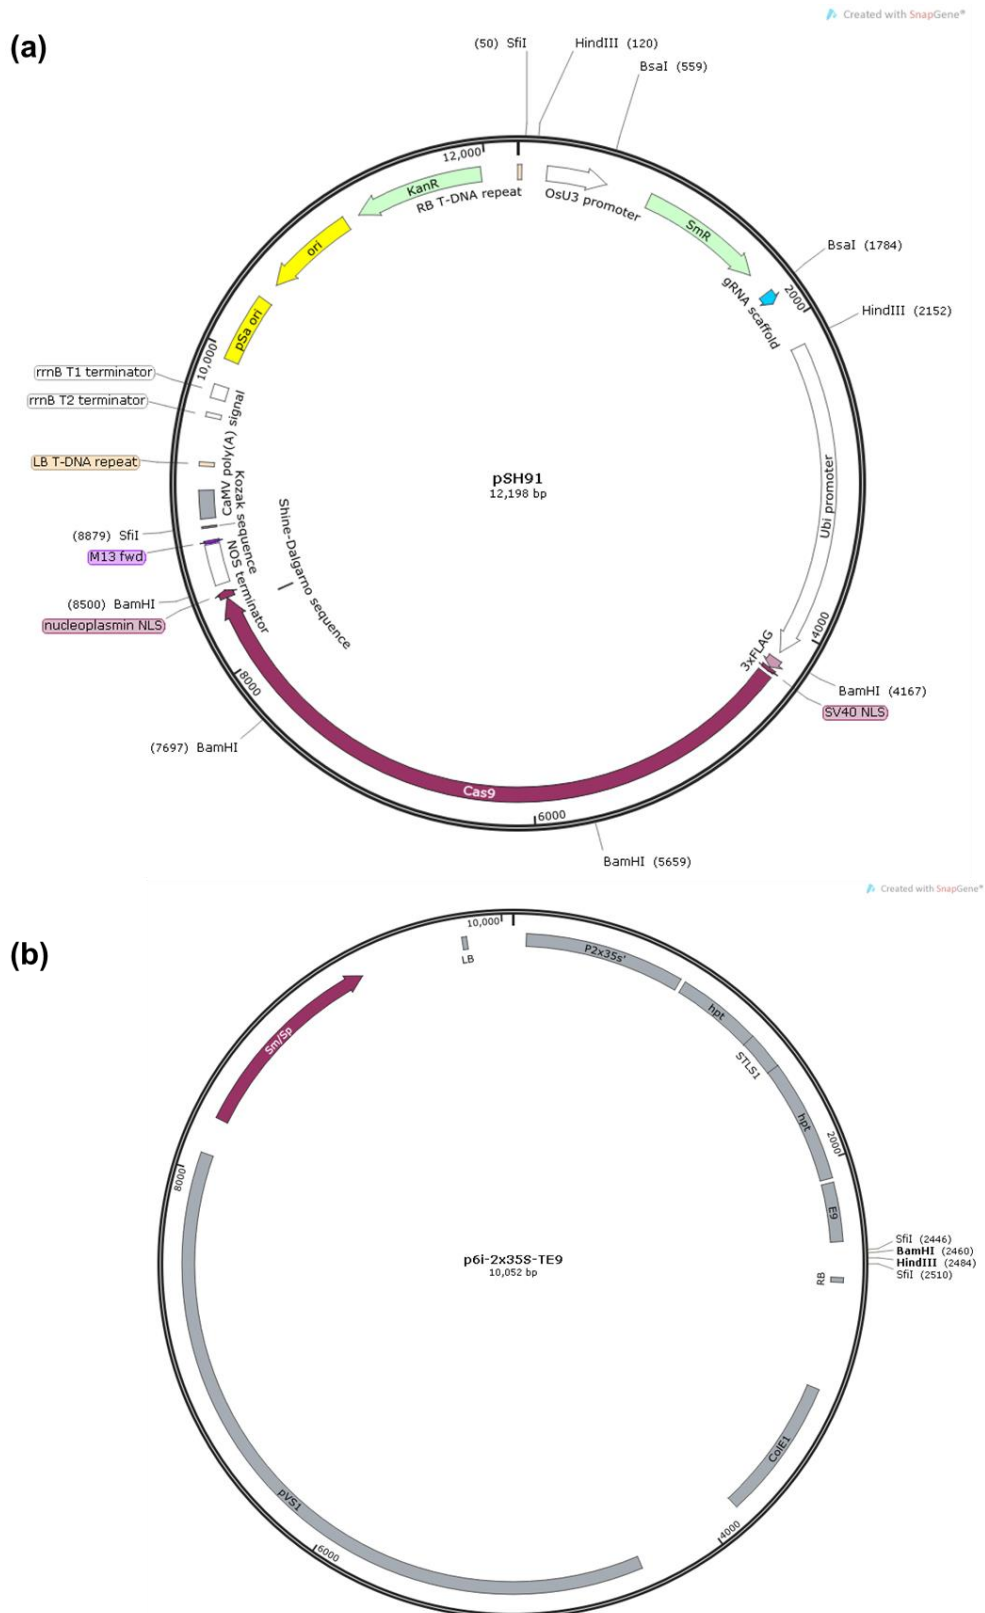 Created with SnapGene®
(a)
(50) SfiI
HindIII (120)
BsaI (559)
12,000
KanR
RB T-DNA repeat
OsU3 promoter
SmR
ori
BsaI (1784)
gRNA scaffold
2000
HindIII (2152)
pSa ori
10,000
rrnB T1 terminator
rrnB T2 terminator
CaMV poly(A) signal
LB T-DNA repeat
Kozak sequence
pSH91
12,198 bp
Ubi promoter
Shine-Dalgarno sequence
(8879) SfiI
M13 fwd
NOS terminator
(8500) BamHI
nucleoplasmin NLS
4000
3xFLAG
8000
BamHI (4167)
SV40 NLS
(7697) BamHI
Cas9
6000
BamHI (5659)
Created with SnapGene®
(b)
10,000
LB
P2x35s'
hpt
Sm/Sp
STLS1
hpt
2000
8000
E9
SfiI (2446)
BamHI (2460)
HindIII (2484)
SfiI (2510)
RB
p6i-2x35S-TE9
10,052 bp
ColE1
pVS1
4000
6000